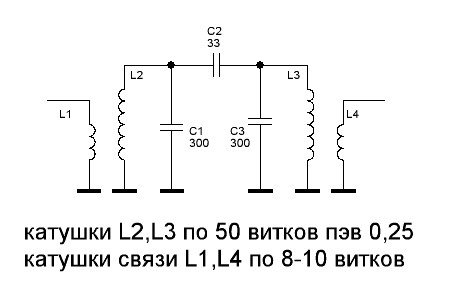 C2
33
L2
L3
L1
L4
C1
300
C3
300
катушки L2,L3 по 50 витков пэв 0,25
катушки связи L1,L4 по 8-10 витков